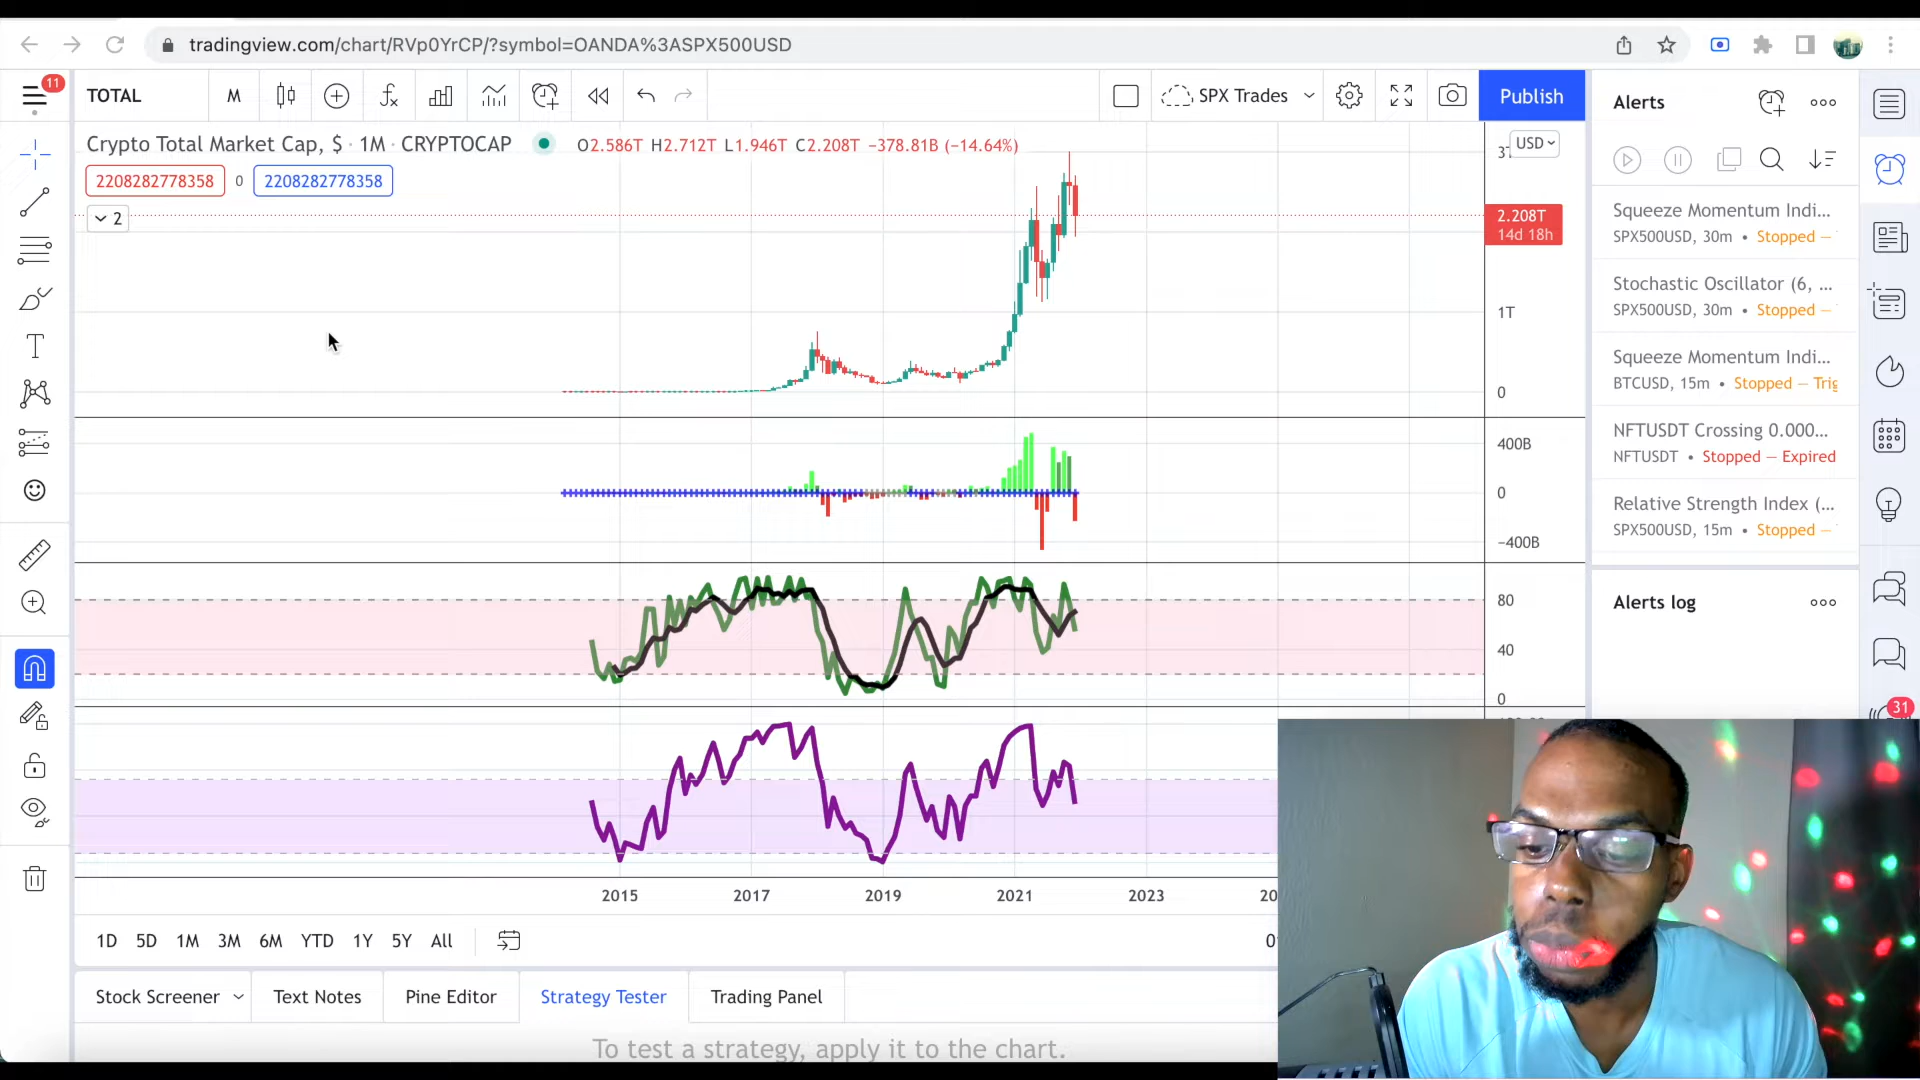 tradingview.com/chart/RVp0YrCP/?symbol=OANDA%3ASPX500USD
11
TOTAL
M
SPX Trades
Publish
Alerts
Crypto Total Market Cap, $ · 1M · CRYPTOCAP
O2.586T H2.712T L1.946T C2.208T −378.81B (−14.64%)
USD
2208282778358
0
2208282778358
2
2.208T
14d 18h
1T
0
400B
0
−400B
80
40
0
Squeeze Momentum Indi...
SPX500USD, 30m • Stopped —
Stochastic Oscillator (6, ...
SPX500USD, 30m • Stopped —
Squeeze Momentum Indi...
BTCUSD, 15m • Stopped — Trig
NFTUSDT Crossing 0.000...
NFTUSDT • Stopped — Expired
Relative Strength Index (...
SPX500USD, 15m • Stopped —
Alerts log
31
2015
2017
2019
2021
2023
1D 5D 1M 3M 6M YTD 1Y 5Y All
Stock Screener
Text Notes
Pine Editor
Strategy Tester
Trading Panel
To test a strategy, apply it to the chart.